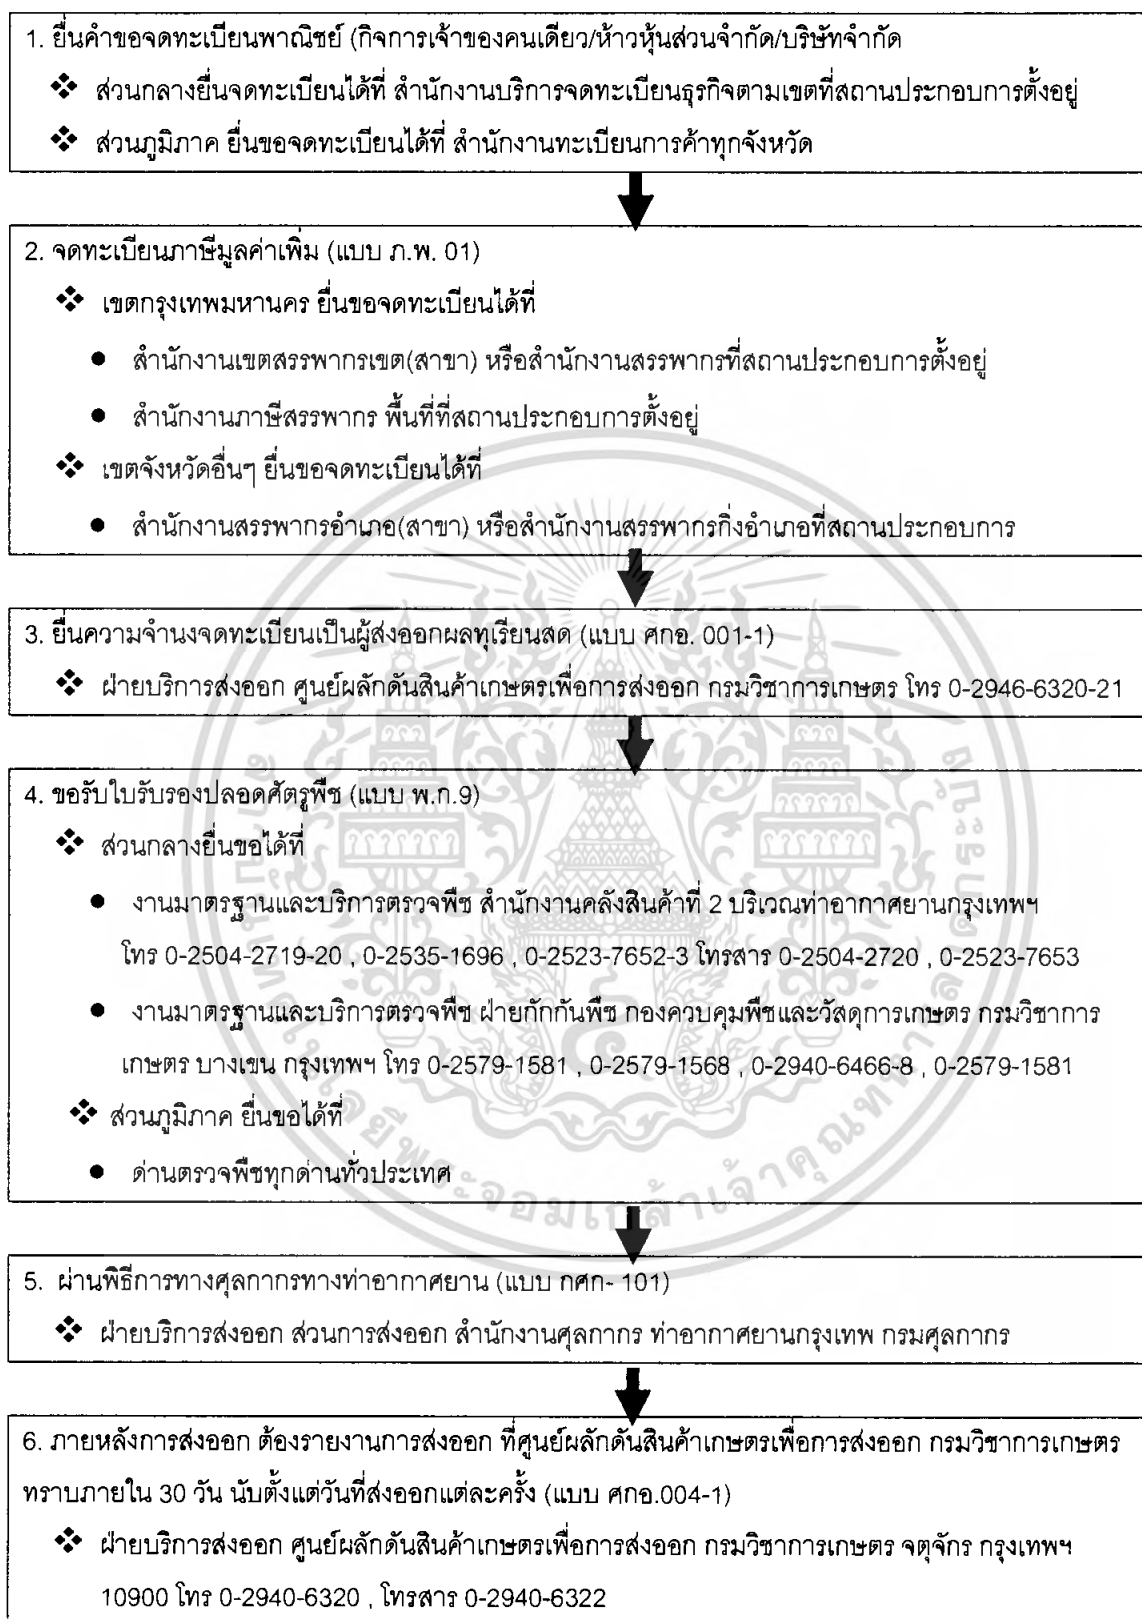 1. ยื่นคำขอจดทะเบียนพาณิชย์ (กิจการเจ้าของคนเดียว/ห้าวหุ้นส่วนจำกัด/บริษัทจำกัด
❖ ส่วนกลางยื่นจดทะเบียนได้ที่ สำนักงานบริการจดทะเบียนธุรกิจตามเขตที่สถานประกอบการตั้งอยู่
❖ ส่วนภูมิภาค ยื่นขอจดทะเบียนได้ที่ สำนักงานทะเบียนการค้าทุกจังหวัด
2. จดทะเบียนภาษีมูลค่าเพิ่ม (แบบ ภ.พ. 01)
❖ เขตกรุงเทพมหานคร ยื่นขอจดทะเบียนได้ที่
● สำนักงานเขตสรรพากรเขต(สาขา) หรือสำนักงานสรรพากรที่สถานประกอบการตั้งอยู่
● สำนักงานภาษีสรรพากร พื้นที่ที่สถานประกอบการตั้งอยู่
❖ เขตจังหวัดอื่นๆ ยื่นขอจดทะเบียนได้ที่
● สำนักงานสรรพากรอำเภอ(สาขา) หรือสำนักงานสรรพากรกิ่งอำเภอที่สถานประกอบการ
3. ยื่นความจำนงจดทะเบียนเป็นผู้ส่งออกผลทุเรียนสด (แบบ ศกอ. 001-1)
❖ ฝ่ายบริการส่งออก ศูนย์ผลักดันสินค้าเกษตรเพื่อการส่งออก กรมวิชาการเกษตร โทร 0-2946-6320-21
4. ขอรับใบรับรองปลอดศัตรูพืช (แบบ พ.ก.9)
❖ ส่วนกลางยื่นขอได้ที่
● งานมาตรฐานและบริการตรวจพืช สำนักงานคลังสินค้าที่ 2 บริเวณท่าอากาศยานกรุงเทพฯ
โทร 0-2504-2719-20 , 0-2535-1696 , 0-2523-7652-3 โทรสาร 0-2504-2720 , 0-2523-7653
● งานมาตรฐานและบริการตรวจพืช ฝ่ายกักกันพืช กองควบคุมพืชและวัสดุการเกษตร กรมวิชาการ
เกษตร บางเขน กรุงเทพฯ โทร 0-2579-1581 , 0-2579-1568 , 0-2940-6466-8 , 0-2579-1581
❖ ส่วนภูมิภาค ยื่นขอได้ที่
● ด่านตรวจพืชทุกด่านทั่วประเทศ
5. ผ่านพิธีการทางศุลกากรทางท่าอากาศยาน (แบบ กศก- 101)
❖ ฝ่ายบริการส่งออก ส่วนการส่งออก สำนักงานศุลกากร ท่าอากาศยานกรุงเทพ กรมศุลกากร
6. ภายหลังการส่งออก ต้องรายงานการส่งออก ที่ศูนย์ผลักดันสินค้าเกษตรเพื่อการส่งออก กรมวิชาการเกษตร
ทราบภายใน 30 วัน นับตั้งแต่วันที่ส่งออกแต่ละครั้ง (แบบ ศกอ.004-1)
❖ ฝ่ายบริการส่งออก ศูนย์ผลักดันสินค้าเกษตรเพื่อการส่งออก กรมวิชาการเกษตร จตุจักร กรุงเทพฯ
10900 โทร 0-2940-6320 , โทรสาร 0-2940-6322